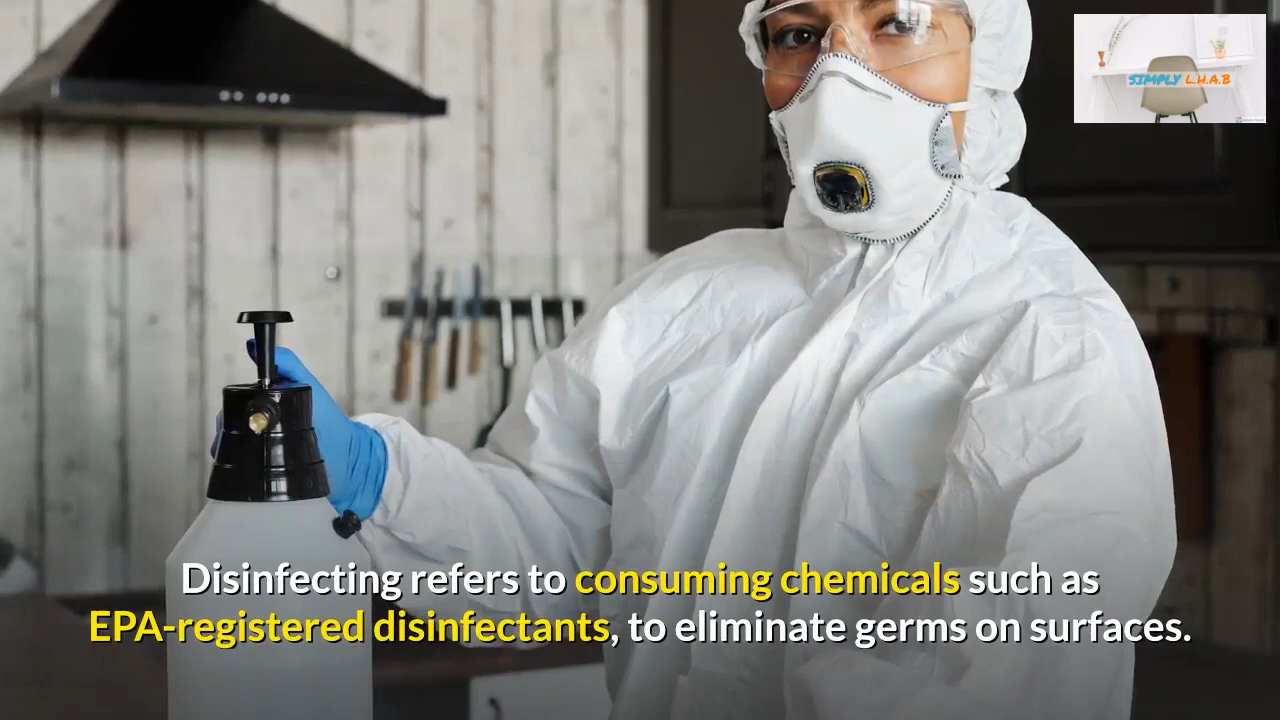 SIMPLY L.H.A.B
Disinfecting refers to consuming chemicals such as
EPA-registered disinfectants, to eliminate germs on surfaces.